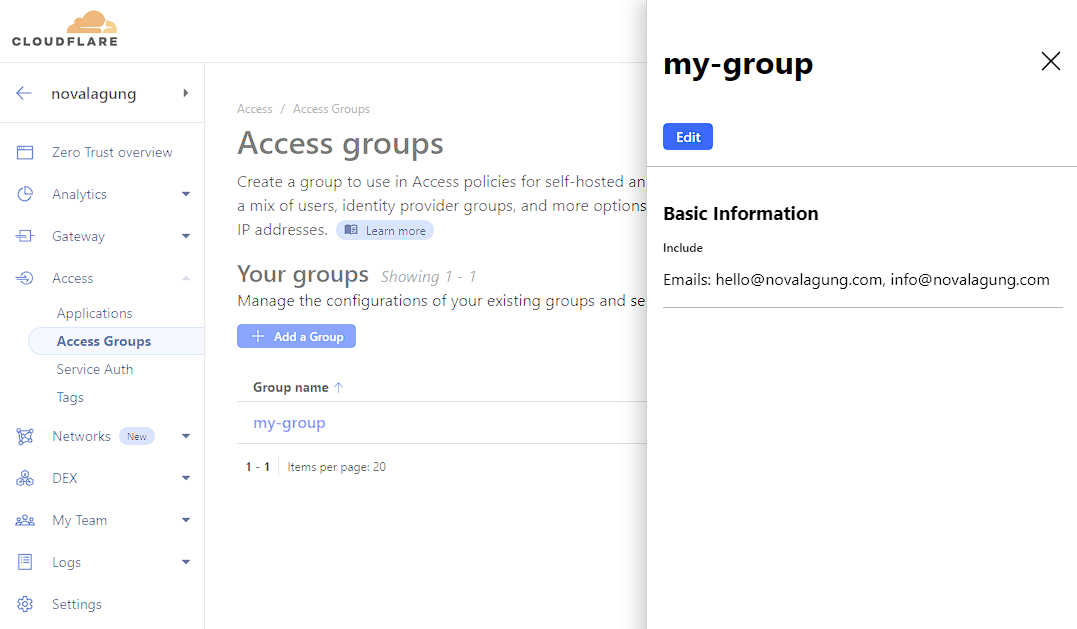 CLOUDFLARE
novalagung
Zero Trust overview
Analytics
Gateway
Access
Applications
Access Groups
Service Auth
Tags
Networks New
DEX
My Team
Logs
Settings
Access / Access Groups
Access groups
Create a group to use in Access policies for self-hosted an
a mix of users, identity provider groups, and more options
IP addresses. Learn more
Your groups Showing 1 - 1
Manage the configurations of your existing groups and se
+ Add a Group
Group name ↑
my-group
1 - 1 Items per page: 20
my-group
Edit
Basic Information
Include
Emails: hello@novalagung.com, info@novalagung.com